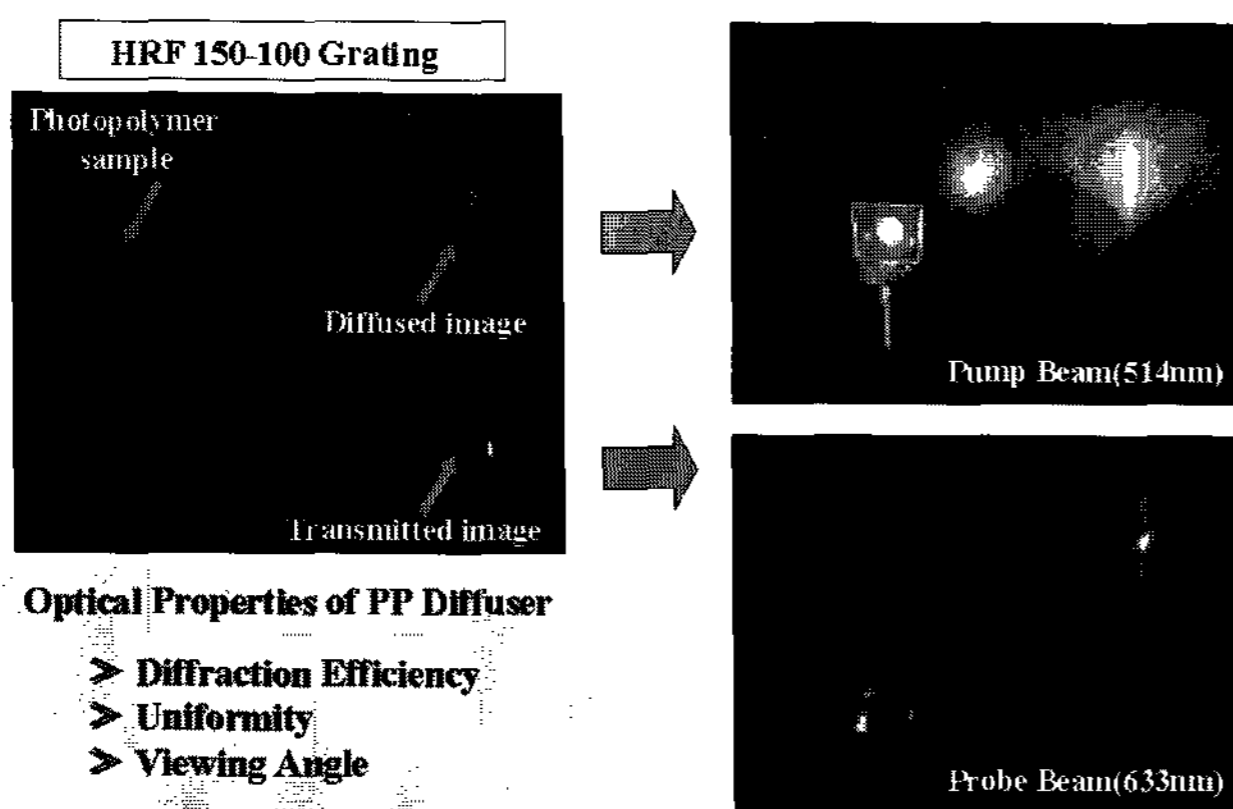 HRF 150-100 Grating
Photopolymer
sample
Diffused image
Transmitted image
Pump Beam(514nm)
Probe Beam(633nm)
Optical Properties of PP Diffuser
➢ Diffraction Efficiency
➢ Uniformity
➢ Viewing Angle